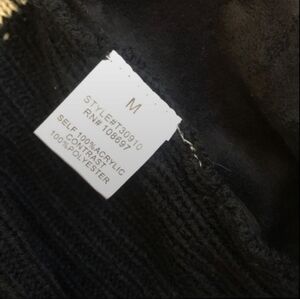 M
STYLE#T30910
RN# 108697
SELF 100%ACRYLIC
CONTRAST
100%POLYESTER